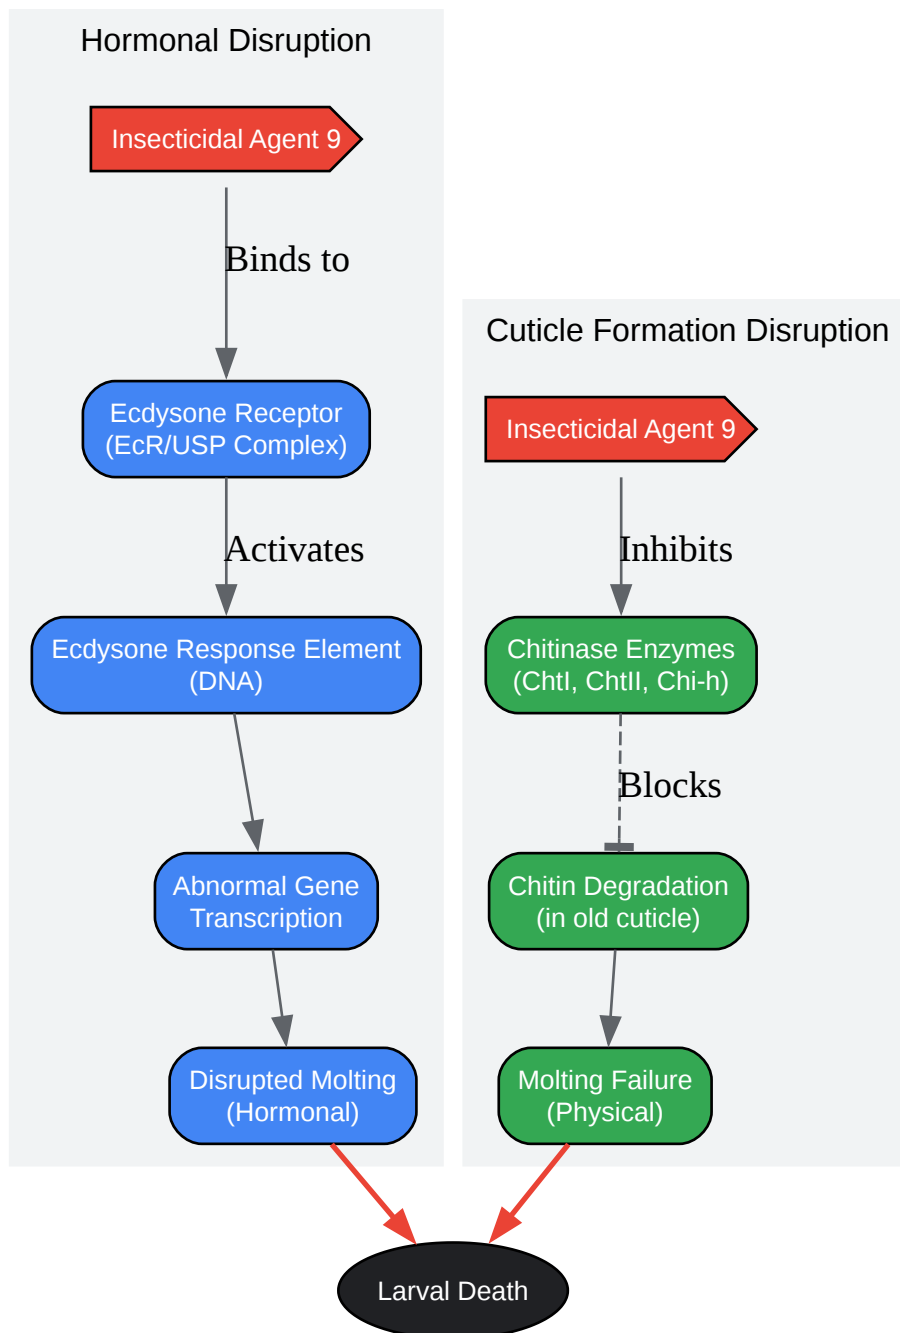 Hormonal Disruption
Insecticidal Agent 9
Binds to
Ecdysone Receptor
(EcR/USP Complex)
Activates
Ecdysone Response Element
(DNA)
Abnormal Gene
Transcription
Disrupted Molting
(Hormonal)
Cuticle Formation Disruption
Insecticidal Agent 9
Inhibits
Chitinase Enzymes
(ChtI, ChtII, Chi-h)
Blocks
Chitin Degradation
(in old cuticle)
Molting Failure
(Physical)
Larval Death